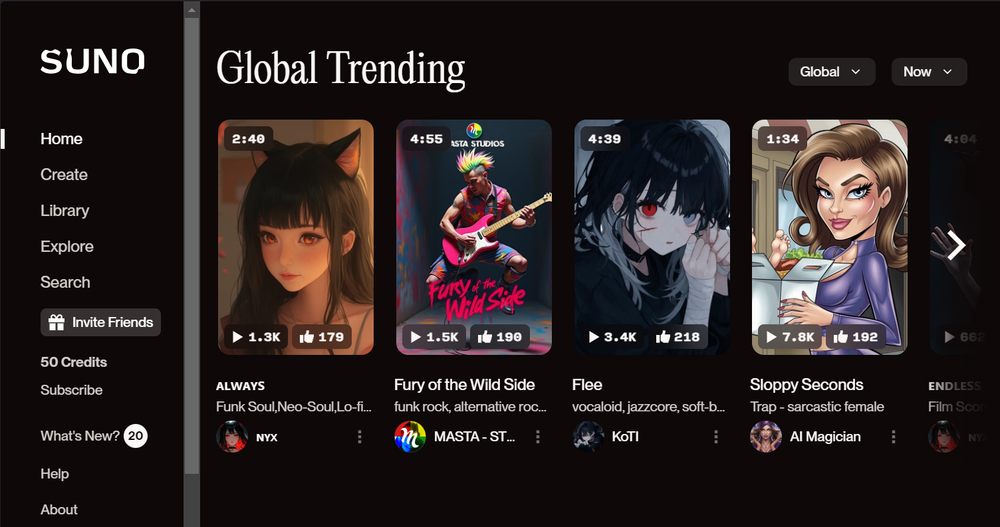 SUNO
Home
Create
Library
Explore
Search
Invite Friends
50 Credits
Subscribe
What's New? 20
Help
About
Global Trending
Global
Now
2:40
1.3K 179
ALWAYS
Funk Soul,Neo-Soul,Lo-fi...
NYX
4:55
ASTA STUDIOS
Fury of the
Wild Side
1.5K 190
Fury of the Wild Side
funk rock, alternative roc...
MASTA - ST...
4:39
3.4K 218
Flee
vocaloid, jazzcore, soft-b...
KoTI
1:34
7.8K 192
Sloppy Seconds
Trap - sarcastic female
AI Magician
4:04
662
ENDLESS
Film Scor
NY